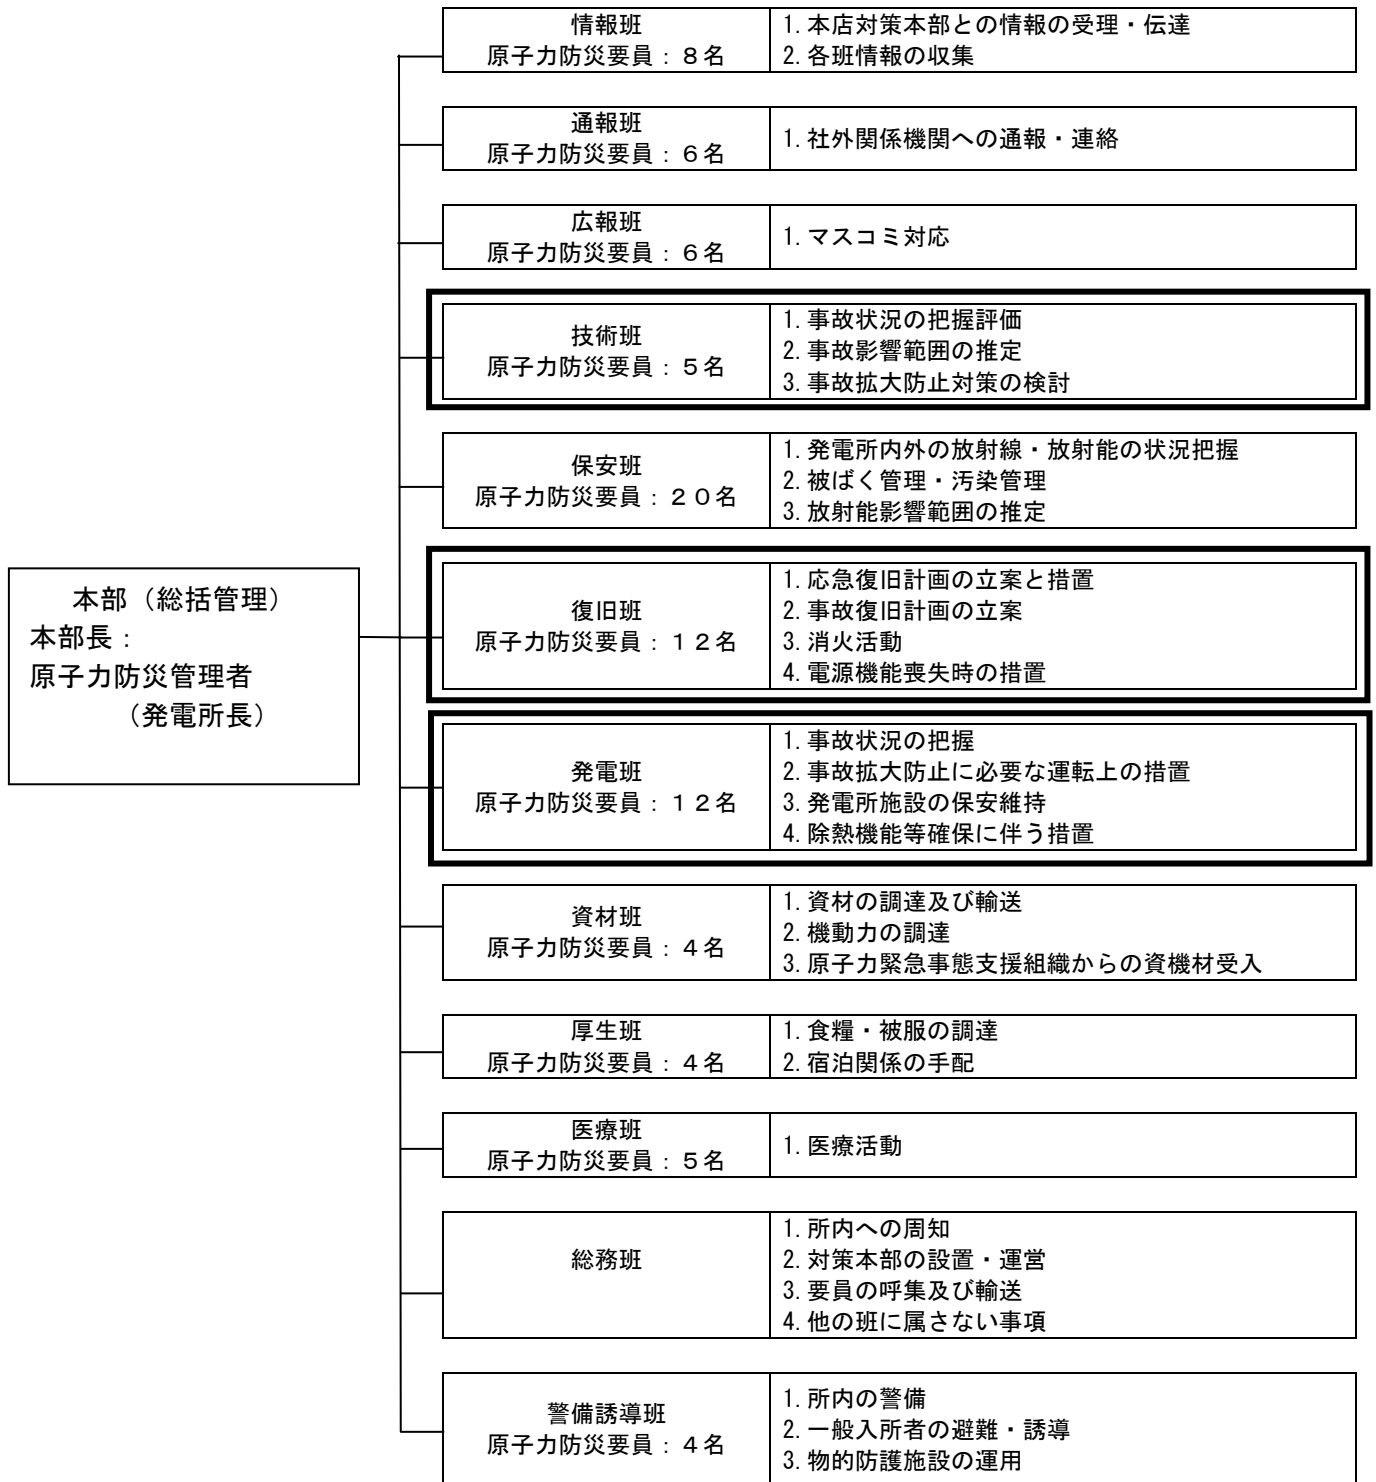 情報班
原子力防災要員：８名
1. 本店対策本部との情報の受理・伝達
2. 各班情報の収集
通報班
原子力防災要員：６名
1. 社外関係機関への通報・連絡
広報班
原子力防災要員：６名
1. マスコミ対応
技術班
原子力防災要員：５名
1. 事故状況の把握評価
2. 事故影響範囲の推定
3. 事故拡大防止対策の検討
保安班
原子力防災要員：２０名
1. 発電所内外の放射線・放射能の状況把握
2. 被ばく管理・汚染管理
3. 放射能影響範囲の推定
本部（総括管理）
本部長：
原子力防災管理者
（発電所長）
復旧班
原子力防災要員：１２名
1. 応急復旧計画の立案と措置
2. 事故復旧計画の立案
3. 消火活動
4. 電源機能喪失時の措置
発電班
原子力防災要員：１２名
1. 事故状況の把握
2. 事故拡大防止に必要な運転上の措置
3. 発電所施設の保安維持
4. 除熱機能等確保に伴う措置
資材班
原子力防災要員：４名
1. 資材の調達及び輸送
2. 機動力の調達
3. 原子力緊急事態支援組織からの資機材受入
厚生班
原子力防災要員：４名
1. 食糧・被服の調達
2. 宿泊関係の手配
医療班
原子力防災要員：５名
1. 医療活動
総務班
1. 所内への周知
2. 対策本部の設置・運営
3. 要員の呼集及び輸送
4. 他の班に属さない事項
警備誘導班
原子力防災要員：４名
1. 所内の警備
2. 一般入所者の避難・誘導
3. 物的防護施設の運用